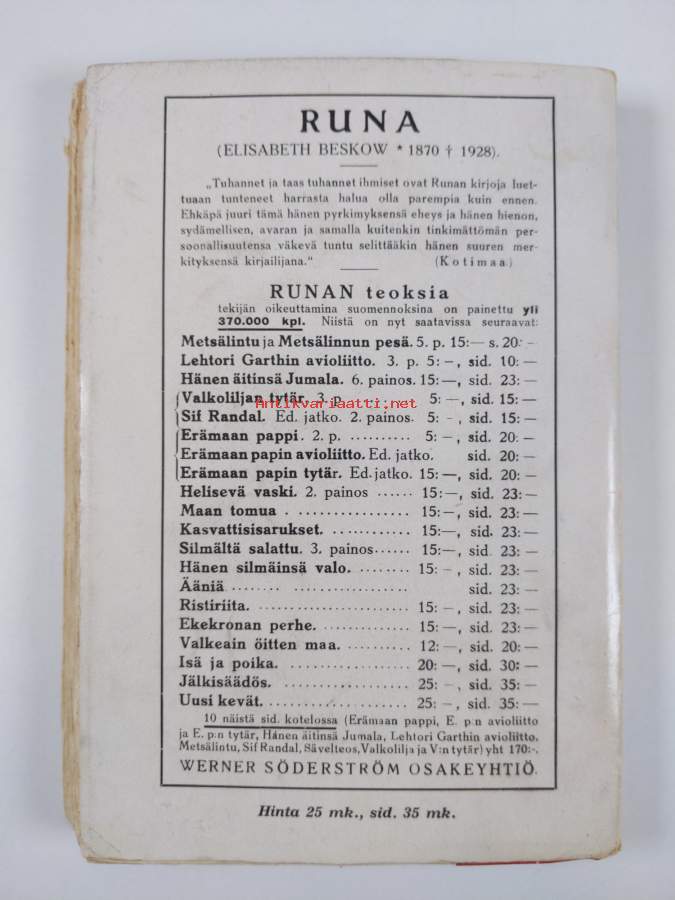 RUNA
(ELISABETH BESKOW * 1870 † 1928).
„Tuhannet ja taas tuhannet ihmiset ovat Runan kirjoja luet-
tuaan tunteneet harrasta halua olla parempia kuin ennen.
Ehkäpä juuri tämä hänen pyrkimyksensä eheys ja hänen hienon,
sydämellisen, avaran ja samalla kuitenkin tinkimättömän per-
soonallisuutensa väkevä tuntu selittääkin hänen suuren mer-
kityksensä kirjailijana.“ (Kotimaa.)
RUNAN teoksia
tekijän oikeuttamina suomennoksina on painettu yli
370.000 kpl. Niistä on nyt saatavissa seuraavat:
Metsälintu ja Metsälinnun pesä. 5. p. 15:— s. 20: -
Lehtori Garthin avioliitto. 3. p. 5: –, sid. 10: —
Hänen äitinsä Jumala. 6. painos. 15:—, sid. 23: —
Valkoliljan tytär. 3. p. 5: –, sid. 15: —
Antikvariaatti.net
Sif Randal. Ed. jatko. 2. painos. 5: -, sid. 15: —
Erämaan pappi. 2. p. .......... 5: –, sid. 20: –
Erämaan papin avioliitto. Ed. jatko. sid. 20: —
Erämaan papin tytär. Ed. jatko. 15: —, sid. 20: —
Helisevä vaski. 2. painos ...... 15: —, sid. 23: —
Maan tomua . ................ 15: —, sid. 23: —
Kasvattisisarukset. ............ 15: —, sid. 23: —
Silmältä salattu. 3. painos...... 15: —, sid 23: —
Hänen silmäinsä valo. ........ 15: -, sid. 23: —
Ääniä ....... .................. sid. 23: —
Ristiriita. .................... 15: –, sid. 23: —
Ekekronan perhe. ............ 15: –, sid. 23: —
Valkeain öitten maa. .......... 12: –, sid. 20: —
Isä ja poika. ................. 20: —, sid. 30: —
Jälkisäädös. .................. 25: -, sid. 35: —
Uusi kevät. ................... 25: -, sid. 35: —
10 näistä sid. kotelossa (Erämaan pappi, E. p:n avioliitto
ja E. p:n tytär, Hänen äitinsä Jumala, Lehtori Garthin avioliitto,
Metsälintu, Sif Randal, Sävelteos, Valkolilja ja V:n tytär) yht 170:-.
WERNER SÖDERSTRÖM OSAKEYHTIÖ.
Hinta 25 mk., sid. 35 mk.